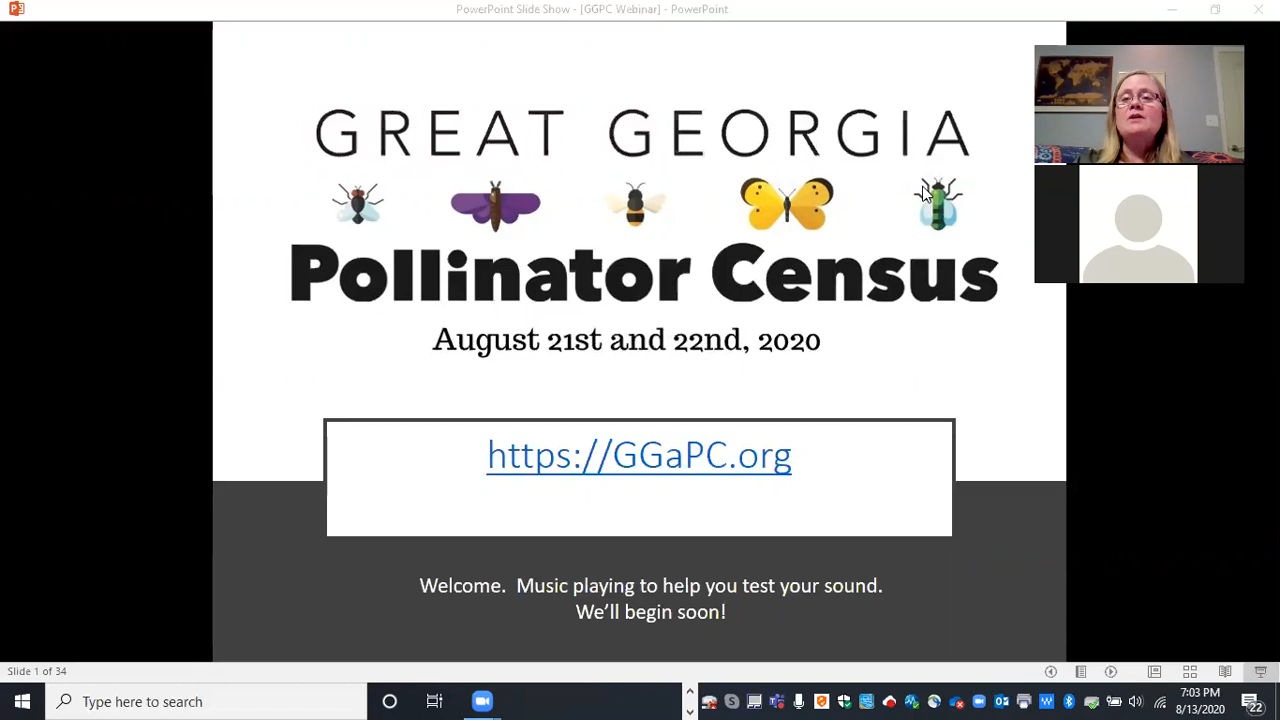 PowerPoint Slide Show - [GGPC Webinar] - PowerPoint
GREAT GEORGIA
Pollinator Census
August 21st and 22nd, 2020
https://GGaPC.org
Welcome. Music playing to help you test your sound.
We'll begin soon!
Slide 1 of 34
Type here to search
7:03 PM
8/13/2020
22